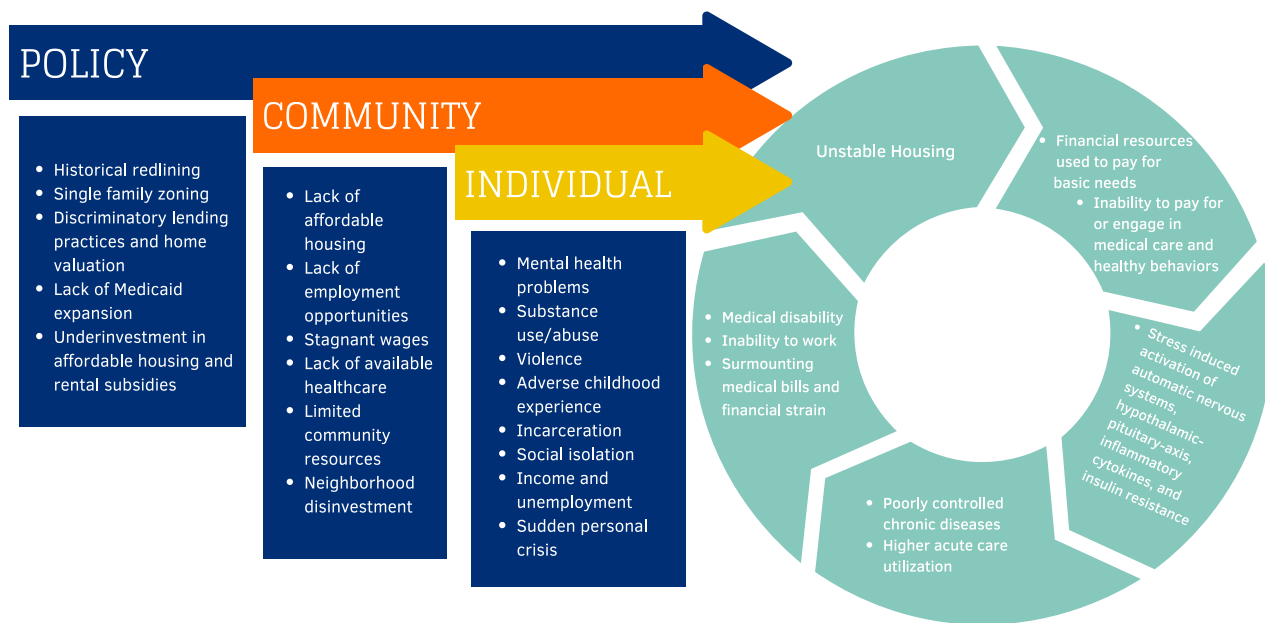 POLICY
COMMUNITY
INDIVIDUAL
• Historical redlining
• Single family zoning
• Discriminatory lending
practices and home
valuation
• Lack of Medicaid
expansion
• Underinvestment in
affordable housing and
rental subsidies
• Lack of
affordable
housing
• Lack of
employment
opportunities
• Stagnant wages
• Lack of available
healthcare
• Limited
community
resources
• Neighborhood
disinvestment
• Mental health
problems
• Substance
use/abuse
• Violence
• Adverse childhood
experience
• Incarceration
• Social isolation
• Income and
unemployment
• Sudden personal
crisis
Unstable Housing
• Financial resources
used to pay for
basic needs
• Inability to pay for
or engage in
medical care and
healthy behaviors
• Stress induced
activation of
automatic nervous
systems,
hypothalamic-
pituitary-axis,
inflammatory
cytokines, and
insulin resistance
• Poorly controlled
chronic diseases
• Higher acute care
utilization
• Medical disability
• Inability to work
• Surmounting
medical bills and
financial strain